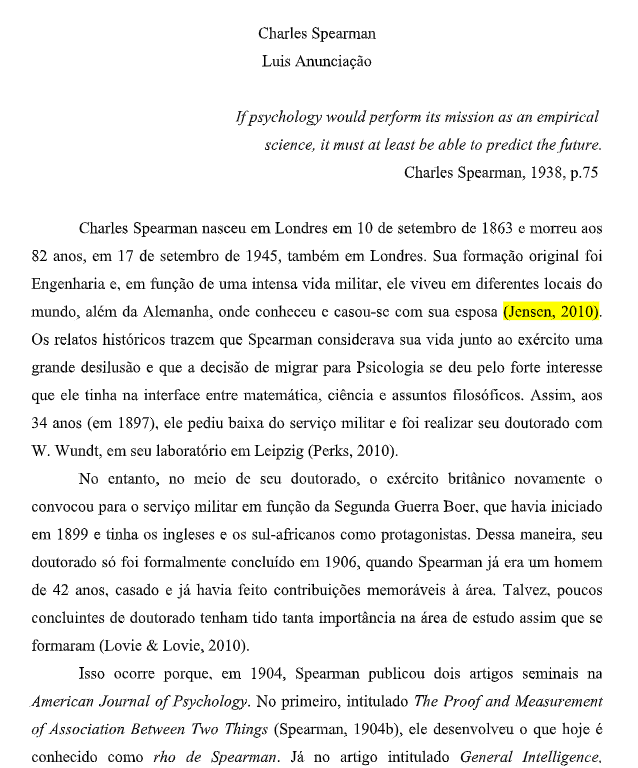 Charles Spearman
Luis Anunciação
If psychology would perform its mission as an empirical
science, it must at least be able to predict the future.
Charles Spearman, 1938, p.75
Charles Spearman nasceu em Londres em 10 de setembro de 1863 e morreu aos
82 anos, em 17 de setembro de 1945, também em Londres. Sua formação original foi
Engenharia e, em função de uma intensa vida militar, ele viveu em diferentes locais do
mundo, além da Alemanha, onde conheceu e casou-se com sua esposa (Jensen, 2010).
Os relatos históricos trazem que Spearman considerava sua vida junto ao exército uma
grande desilusão e que a decisão de migrar para Psicologia se deu pelo forte interesse
que ele tinha na interface entre matemática, ciência e assuntos filosóficos. Assim, aos
34 anos (em 1897), ele pediu baixa do serviço militar e foi realizar seu doutorado com
W. Wundt, em seu laboratório em Leipzig (Perks, 2010).
No entanto, no meio de seu doutorado, o exército britânico novamente o
convocou para o serviço militar em função da Segunda Guerra Boer, que havia iniciado
em 1899 e tinha os ingleses e os sul-africanos como protagonistas. Dessa maneira, seu
doutorado só foi formalmente concluído em 1906, quando Spearman já era um homem
de 42 anos, casado e já havia feito contribuições memoráveis à área. Talvez, poucos
concluintes de doutorado tenham tido tanta importância na área de estudo assim que se
formaram (Lovie & Lovie, 2010).
Isso ocorre porque, em 1904, Spearman publicou dois artigos seminais na
American Journal of Psychology. No primeiro, intitulado The Proof and Measurement
of Association Between Two Things (Spearman, 1904b), ele desenvolveu o que hoje é
conhecido como rho de Spearman. Já no artigo intitulado General Intelligence,